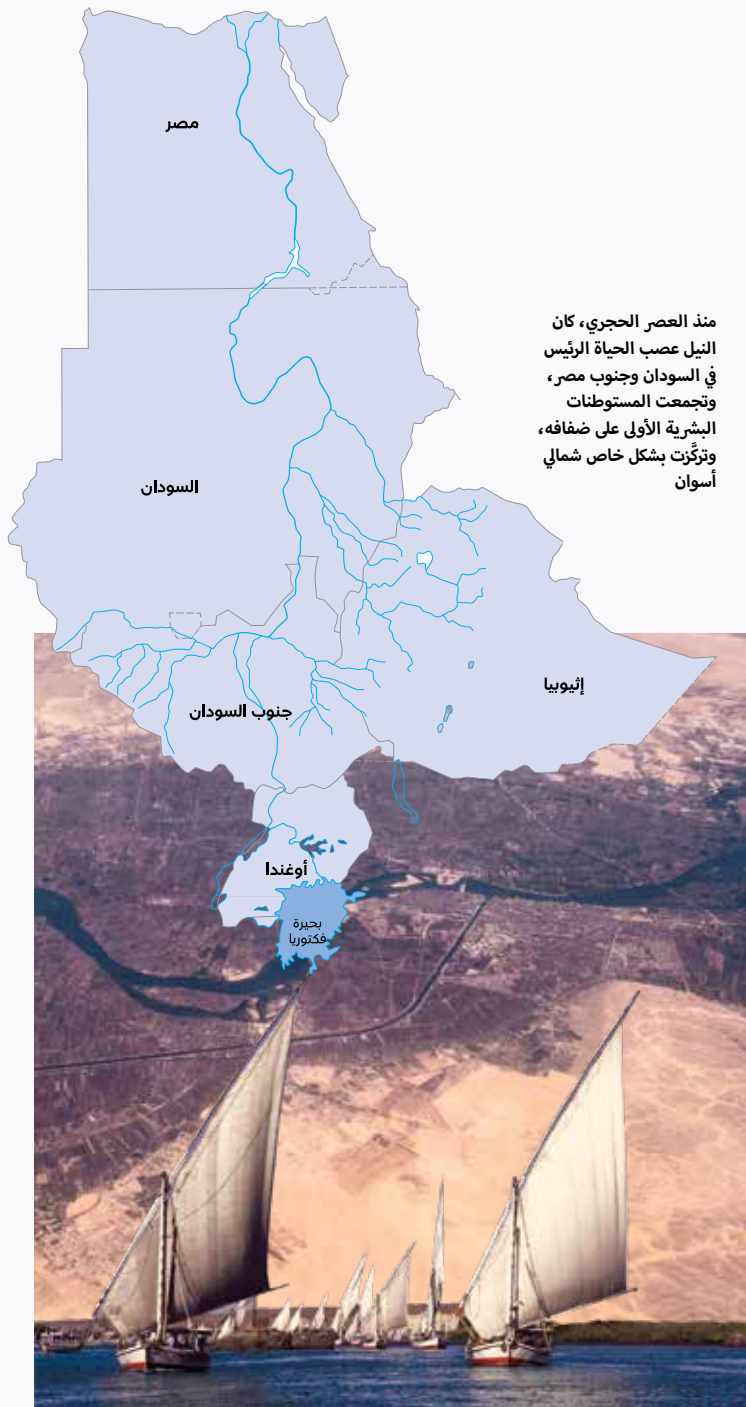 مصر
منذ العصر الحجري، كان
النيل عصب الحياة الرئيس
في السودان وجنوب مصر،
وتجمعت المستوطنات
البشرية الأولى على ضفافه،
وتركَّزت بشكل خاص شمالي
أسوان
السودان
إثيوبيا
جنوب السودان
أوغندا
بحيرة
فكتوريا